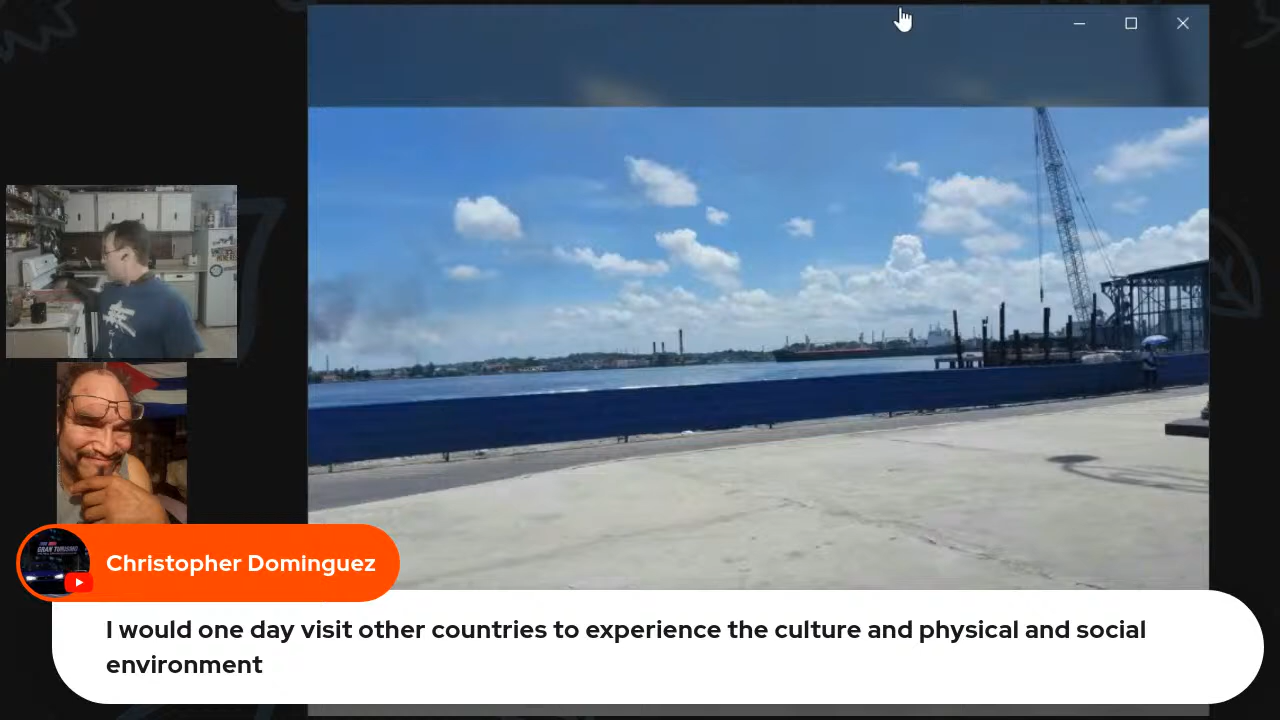 Christopher Dominguez
I would one day visit other countries to experience the culture and physical and social
environment